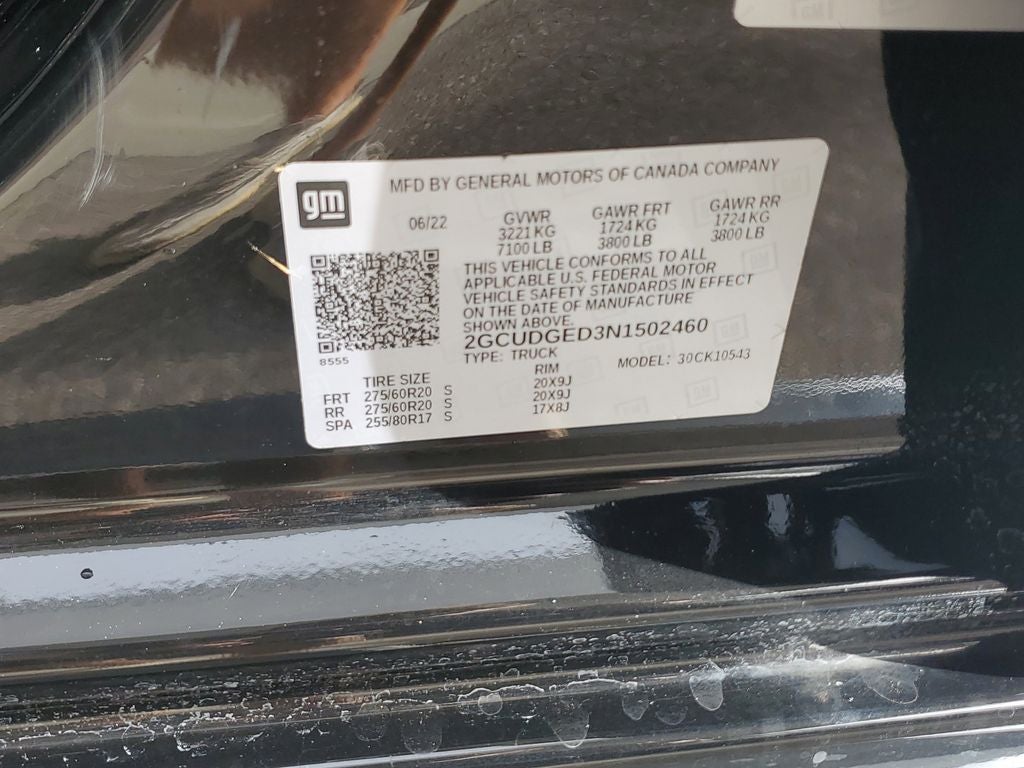 gm
MFD BY GENERAL MOTORS OF CANADA COMPANY
06/22 GVWR GAWR FRT GAWR RR
3221 KG 1724 KG 1724 KG
7100 LB 3800 LB 3800 LB
THIS VEHICLE CONFORMS TO ALL
APPLICABLE U.S. FEDERAL MOTOR
VEHICLE SAFETY STANDARDS IN EFFECT
ON THE DATE OF MANUFACTURE
SHOWN ABOVE.
2GCUDGED3N1502460
8555 TYPE: TRUCK MODEL: 30CK10543
TIRE SIZE RIM
FRT 275/60R20 S 20X9J
RR 275/60R20 S 20X9J
SPA 255/80R17 S 17X8J